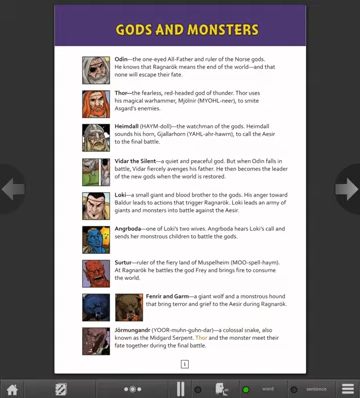 GODS AND MONSTERS
Odin—the one-eyed All-Father and ruler of the Norse gods.
He knows that Ragnarök means the end of the world—and that
none will escape their fate.
Thor—the fearless, red-headed god of thunder. Thor uses
his magical warhammer, Mjölnir (MYOHL-neer), to smite
Asgard's enemies.
Heimdall (HAYM-doll)—the watchman of the gods. Heimdall
sounds his horn, Gjallarhorn (YAHL-ahr-hawrn), to call the Aesir
to the final battle.
Vidar the Silent—a quiet and peaceful god. But when Odin falls in
battle, Vidar fiercely avenges his father. He then becomes the leader
of the new gods when the world is restored.
Loki—a small giant and blood brother to the gods. His anger toward
Baldur leads to actions that trigger Ragnarök. Loki leads an army of
giants and monsters into battle against the Aesir.
Angrboda—one of Loki's two wives. Angrboda hears Loki's call and
sends her monstrous children to battle the gods.
Surtur—ruler of the fiery land of Muspelheim (MOO-spell-haym).
At Ragnarök he battles the god Frey and brings fire to consume
the world.
Fenrir and Garm—a giant wolf and a monstrous hound
that bring terror and grief to the Aesir during Ragnarök.
Jörmungandr (YOOR-muhn-guhn-dar)—a colossal snake, also
known as the Midgard Serpent. Thor and the monster meet their
fate together during the final battle.
1
word
sentence